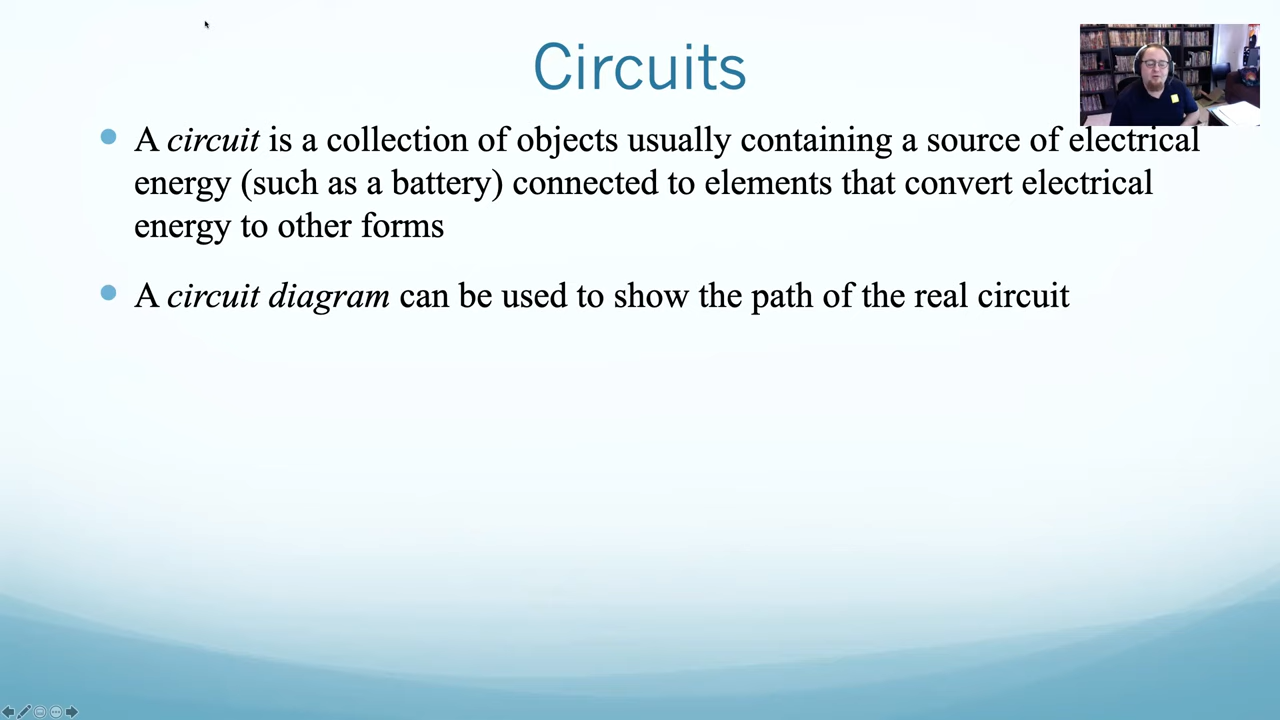 Circuits
A circuit is a collection of objects usually containing a source of electrical
energy (such as a battery) connected to elements that convert electrical
energy to other forms
A circuit diagram can be used to show the path of the real circuit